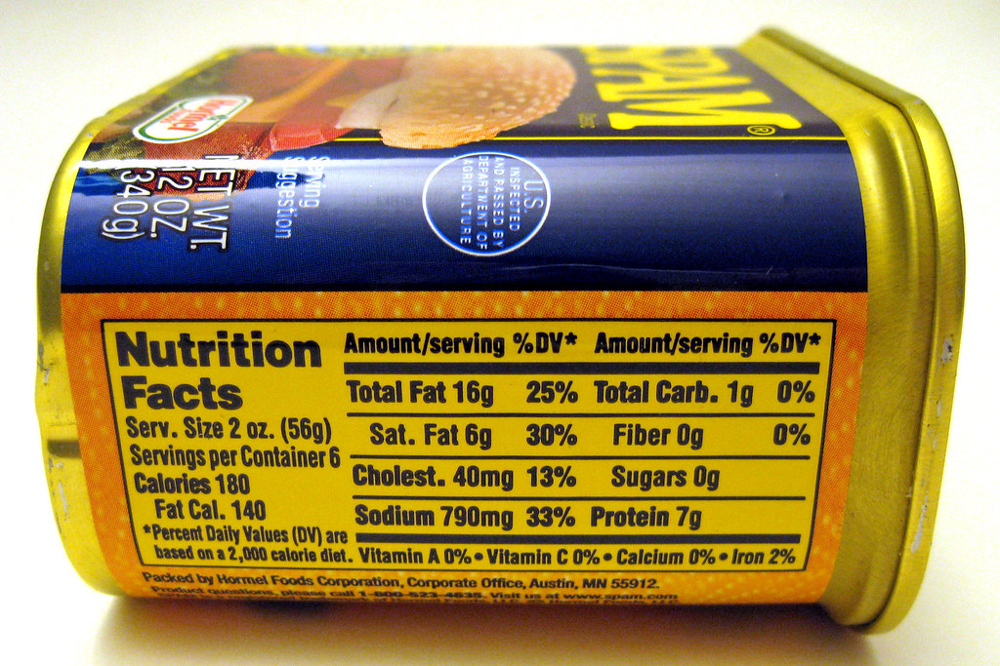 SPAM®
Hormel
NET WT.
12 OZ.
(340g)
Serving
Suggestion
U.S.
INSPECTED
AND PASSED BY
DEPARTMENT OF
AGRICULTURE
Nutrition
Facts
Serv. Size 2 oz. (56g)
Servings per Container 6
Calories 180
Fat Cal. 140
*Percent Daily Values (DV) are
based on a 2,000 calorie diet.
Amount/serving %DV* Amount/serving %DV*
Total Fat 16g 25% Total Carb. 1g 0%
Sat. Fat 6g 30% Fiber 0g 0%
Cholest. 40mg 13% Sugars 0g
Sodium 790mg 33% Protein 7g
Vitamin A 0% • Vitamin C 0% • Calcium 0% • Iron 2%
Packed by Hormel Foods Corporation, Corporate Office, Austin, MN 55912.
Product questions, please call 1-800-523-4635. Visit us at www.spam.com